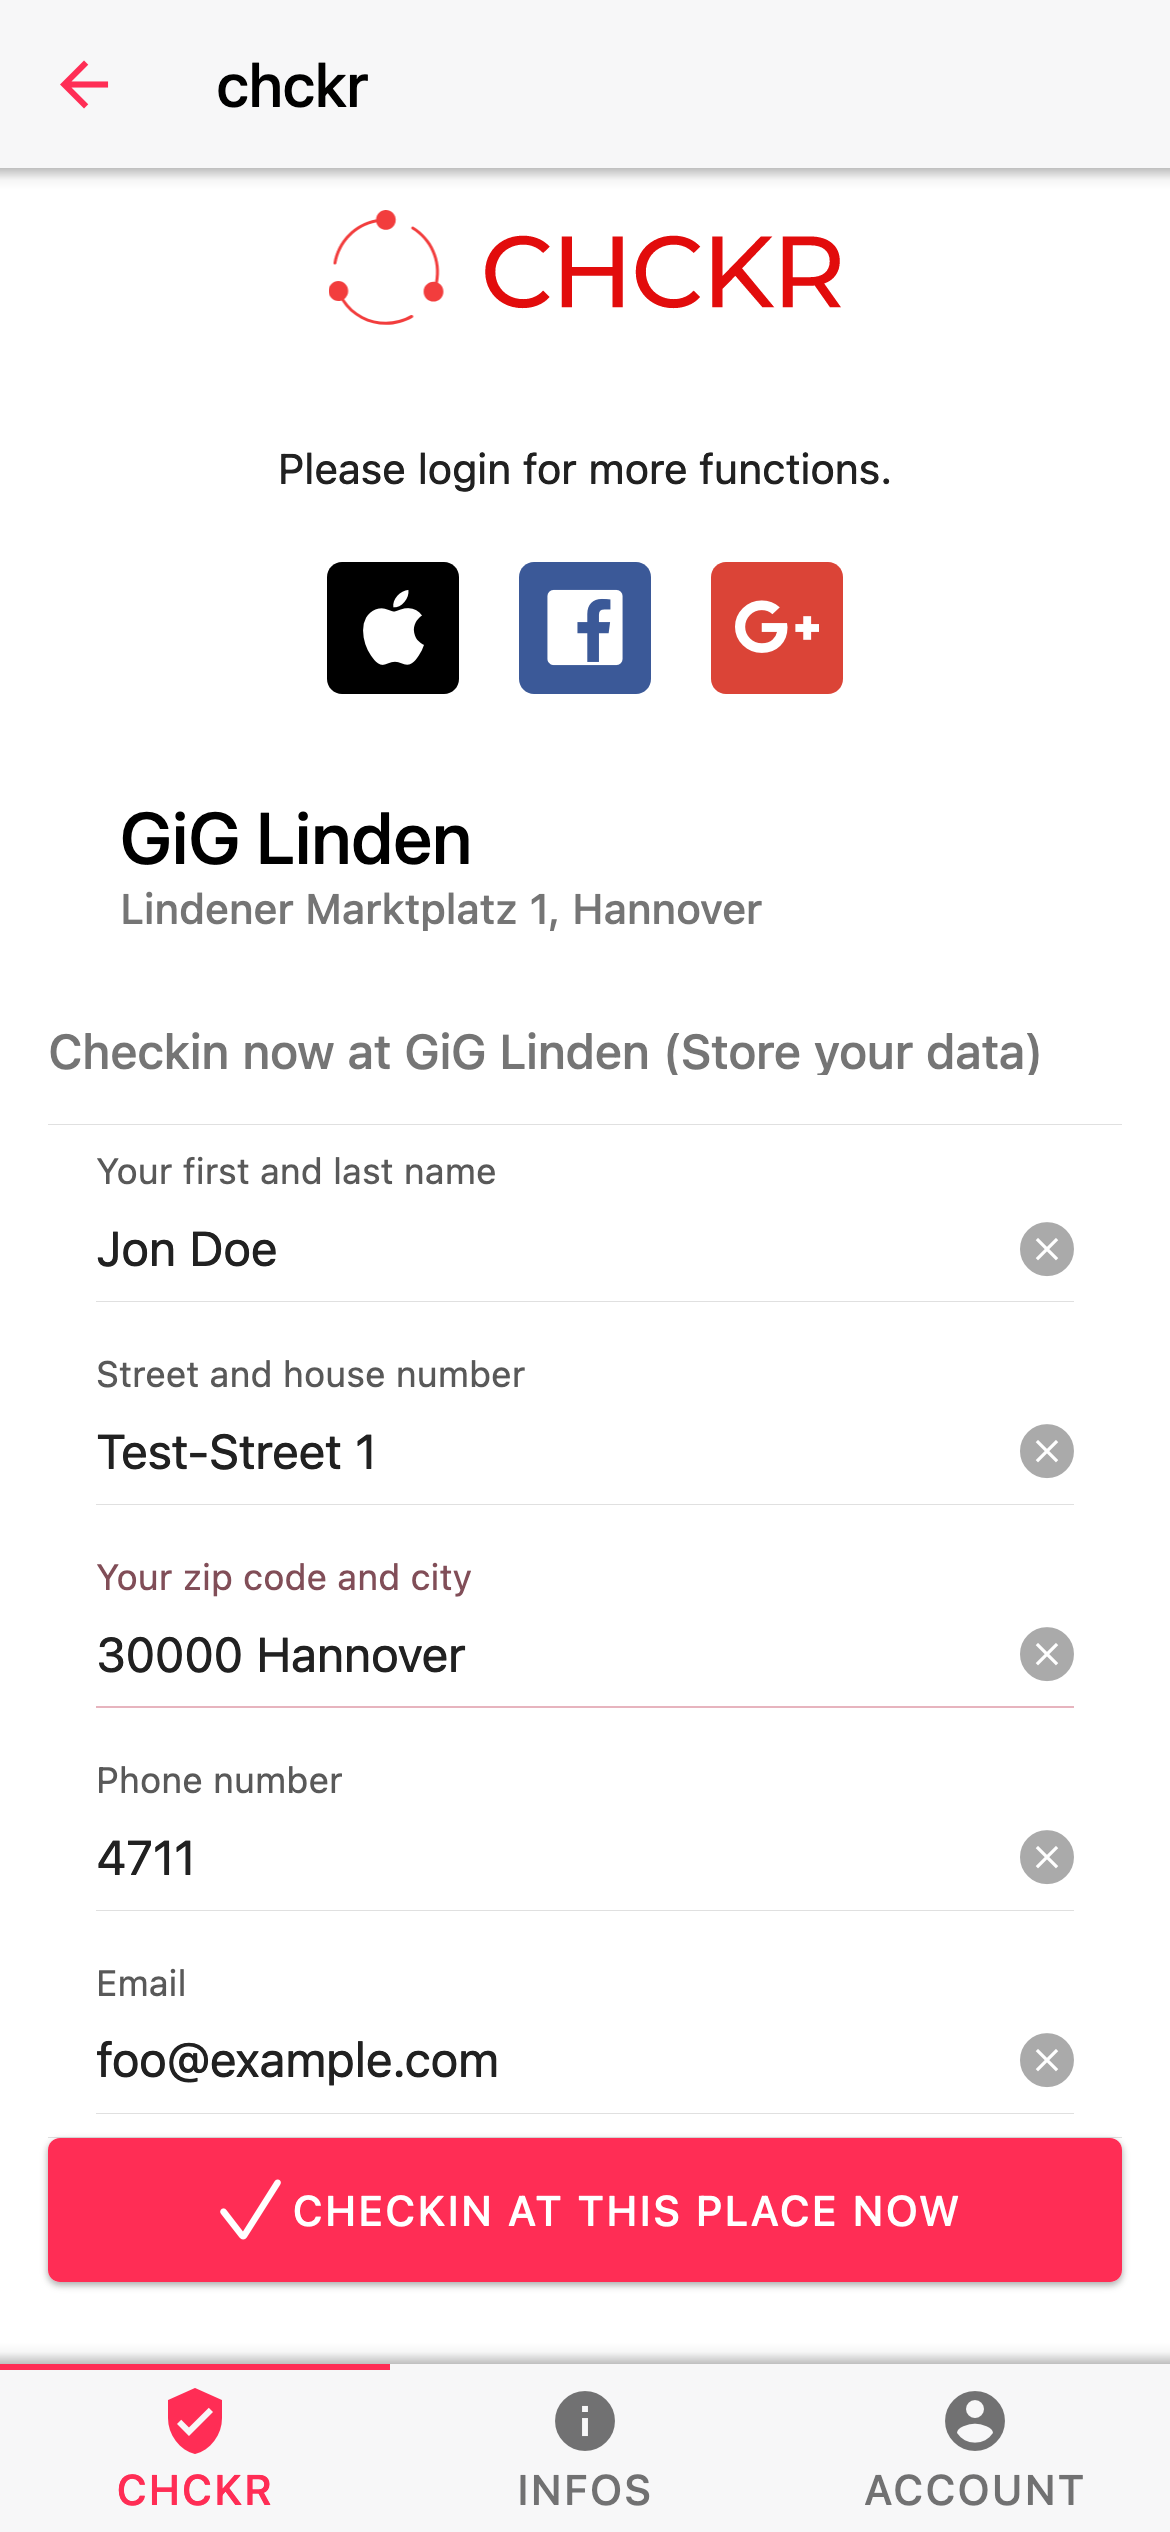 chckr
CHCKR
Please login for more functions.
G+
GiG Linden
Lindener Marktplatz 1, Hannover
Checkin now at GiG Linden (Store your data)
Your first and last name
Jon Doe
Street and house number
Test-Street 1
Your zip code and city
30000 Hannover
Phone number
4711
Email
foo@example.com
CHECKIN AT THIS PLACE NOW
CHCKR INFOS ACCOUNT